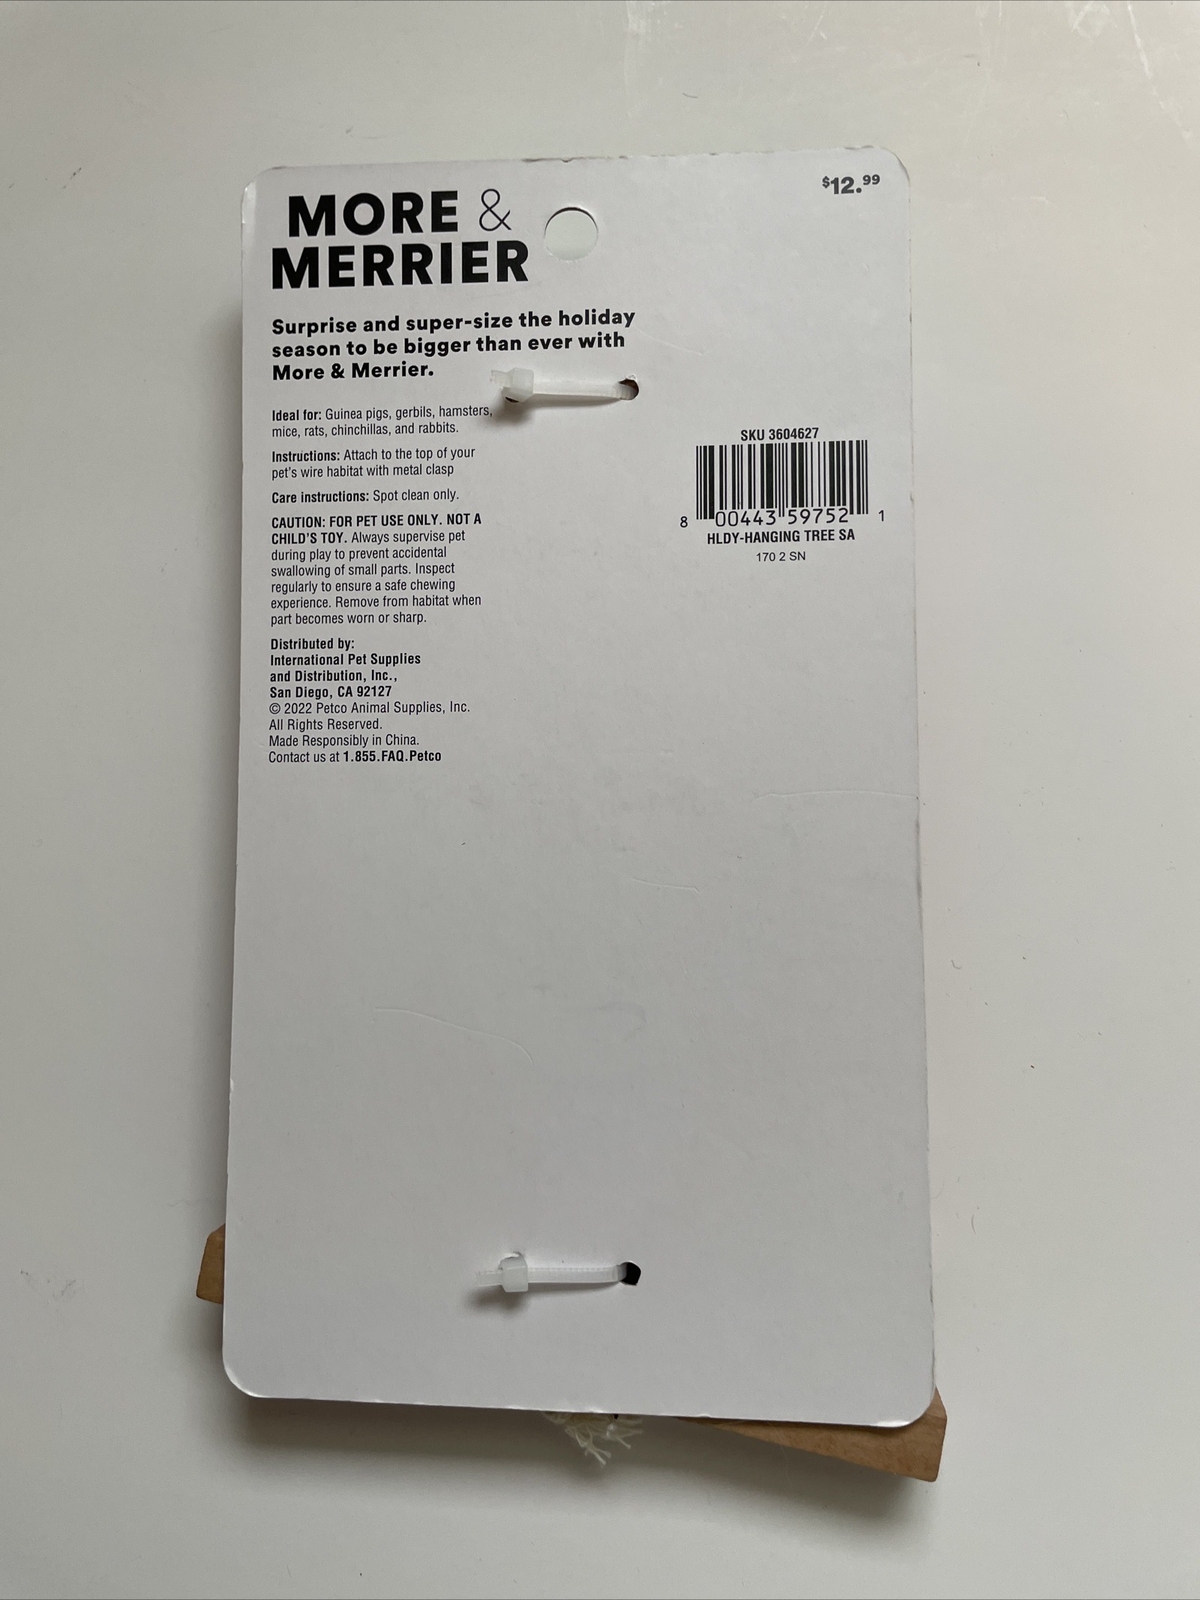 MORE &
MERRIER
$12.99
Surprise and super-size the holiday
season to be bigger than ever with
More & Merrier.
Ideal for: Guinea pigs, gerbils, hamsters,
mice, rats, chinchillas, and rabbits.
Instructions: Attach to the top of your
pet's wire habitat with metal clasp
Care instructions: Spot clean only.
CAUTION: FOR PET USE ONLY. NOT A
CHILD'S TOY. Always supervise pet
during play to prevent accidental
swallowing of small parts. Inspect
regularly to ensure a safe chewing
experience. Remove from habitat when
part becomes worn or sharp.
Distributed by:
International Pet Supplies
and Distribution, Inc.,
San Diego, CA 92127
© 2022 Petco Animal Supplies, Inc.
All Rights Reserved.
Made Responsibly in China.
Contact us at 1.855.FAQ.Petco
SKU 3604627
8 00443 59752 1
HLDY-HANGING TREE SA
170 2 SN